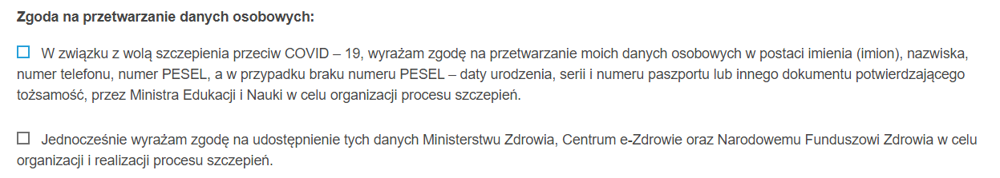 Zgoda na przetwarzanie danych osobowych:
W związku z wolą szczepienia przeciw COVID – 19, wyrażam zgodę na przetwarzanie moich danych osobowych w postaci imienia (imion), nazwiska,
numer telefonu, numer PESEL, a w przypadku braku numeru PESEL – daty urodzenia, serii i numeru paszportu lub innego dokumentu potwierdzającego
tożsamość, przez Ministra Edukacji i Nauki w celu organizacji procesu szczepień.
Jednocześnie wyrażam zgodę na udostępnienie tych danych Ministerstwu Zdrowia, Centrum e-Zdrowie oraz Narodowemu Funduszowi Zdrowia w celu
organizacji i realizacji procesu szczepień.